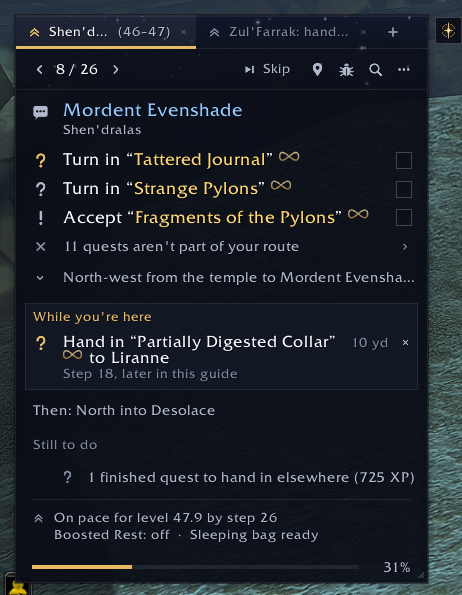 Shen'd... (46-47) × Zul'Farrak: hand... × +
8 / 26 Skip ...
Mordent Evenshade
Shen'dralas
? Turn in “Tattered Journal”
? Turn in “Strange Pylons”
! Accept “Fragments of the Pylons”
11 quests aren't part of your route
North-west from the temple to Mordent Evensha...
While you're here
? Hand in “Partially Digested Collar” 10 yd ×
to Liranne
Step 18, later in this guide
Then: North into Desolace
Still to do
? 1 finished quest to hand in elsewhere (725 XP)
On pace for level 47.9 by step 26
Boosted Rest: off · Sleeping bag ready
31%